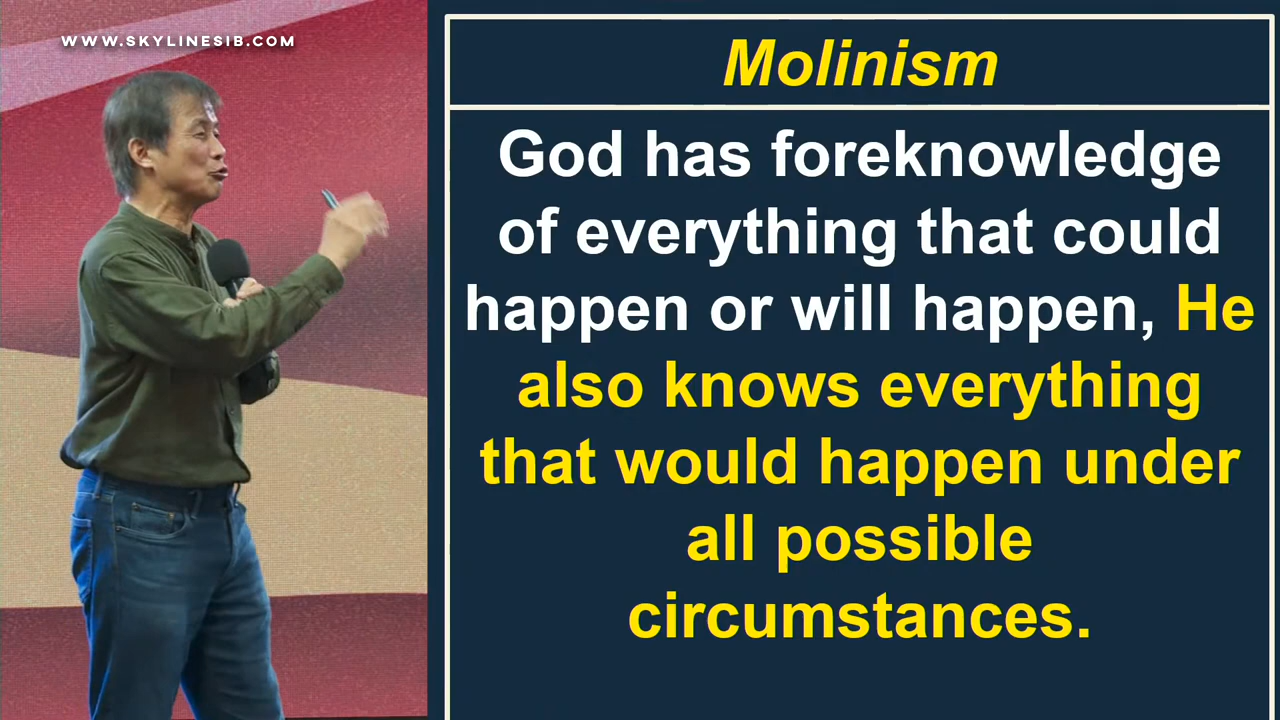 WWW.SKYLINESIB.COM
Molinism
God has foreknowledge
of everything that could
happen or will happen, He
also knows everything
that would happen under
all possible
circumstances.